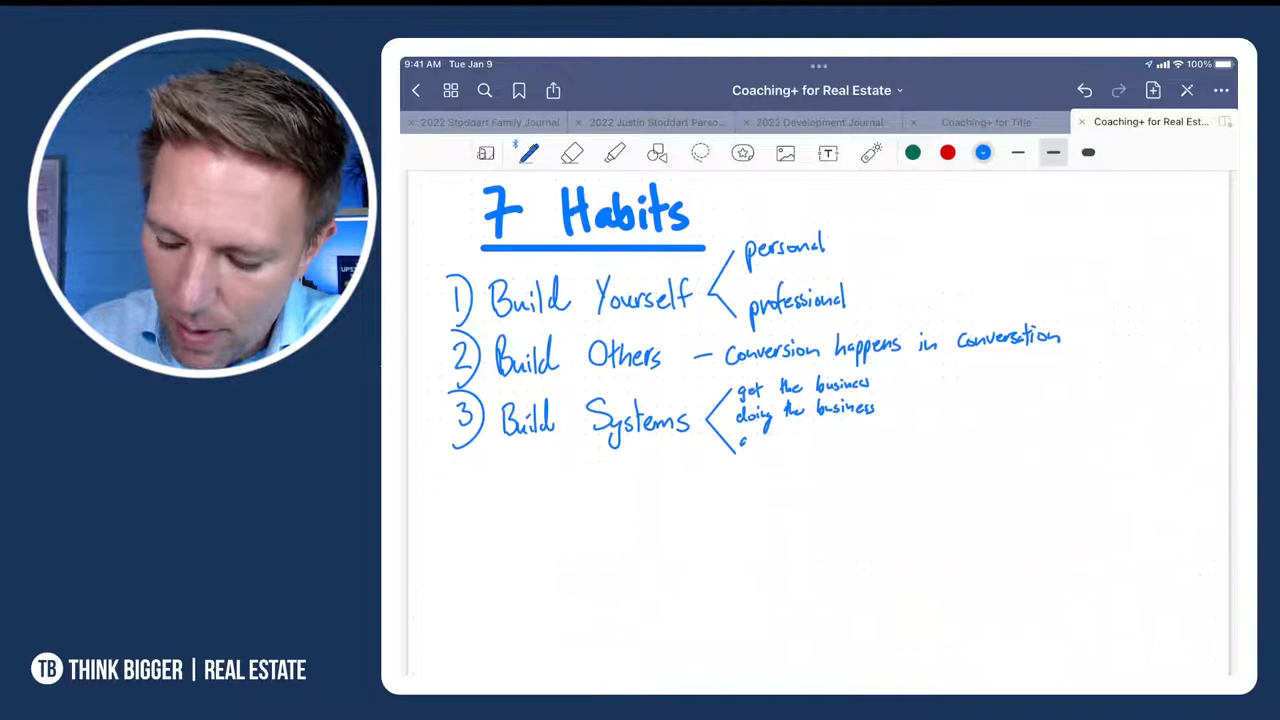 9:41 AM Tue Jan 9
100%
Coaching+ for Real Estate
2022 Stoddart Family Journal
2022 Justin Stoddart Perso...
2022 Development Journal
Coaching+ for Title
Coaching+ for Real Est...
7 Habits
1) Build Yourself
personal
professional
2) Build Others – conversion happens in conversation
3) Build Systems
get the business
doing the business
TB THINK BIGGER | REAL ESTATE